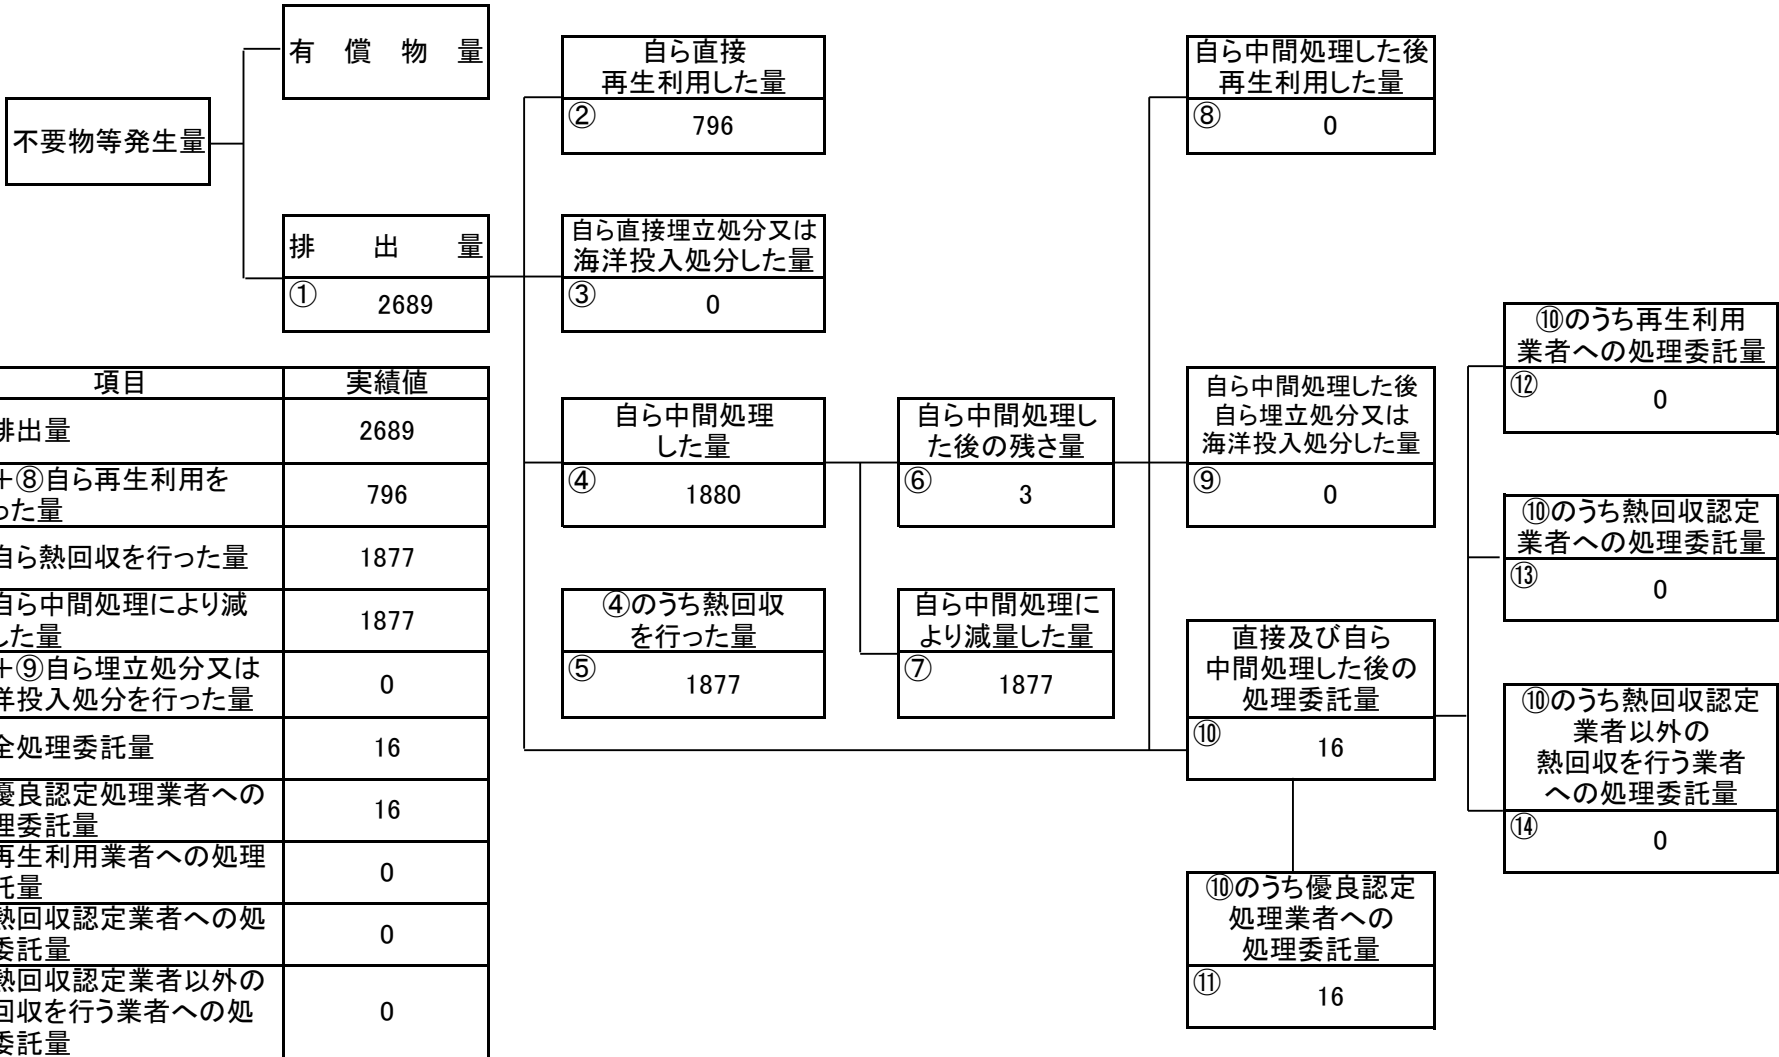 有　償　物　量
不要物等発生量
排　出　量
①
2689
自ら直接
再生利用した量
②
796
自ら直接埋立処分又は
海洋投入処分した量
③
0
自ら中間処理
した量
④
1880
④のうち熱回収
を行った量
⑤
1877
自ら中間処理し
た後の残さ量
⑥
3
自ら中間処理に
より減量した量
⑦
1877
自ら中間処理した後
再生利用した量
⑧
0
自ら中間処理した後
自ら埋立処分又は
海洋投入処分した量
⑨
0
直接及び自ら
中間処理した後の
処理委託量
⑩
16
⑩のうち優良認定
処理業者への
処理委託量
⑪
16
⑩のうち再生利用
業者への処理委託量
⑫
0
⑩のうち熱回収認定
業者への処理委託量
⑬
0
⑩のうち熱回収認定
業者以外の
熱回収を行う業者
への処理委託量
⑭
0
項目
実績値
排出量
2689
＋⑧自ら再生利用を
った量
796
自ら熱回収を行った量
1877
自ら中間処理により減
した量
1877
＋⑨自ら埋立処分又は
洋投入処分を行った量
0
全処理委託量
16
優良認定処理業者への
理委託量
16
再生利用業者への処理
託量
0
熱回収認定業者への処
委託量
0
熱回収認定業者以外の
回収を行う業者への処
委託量
0